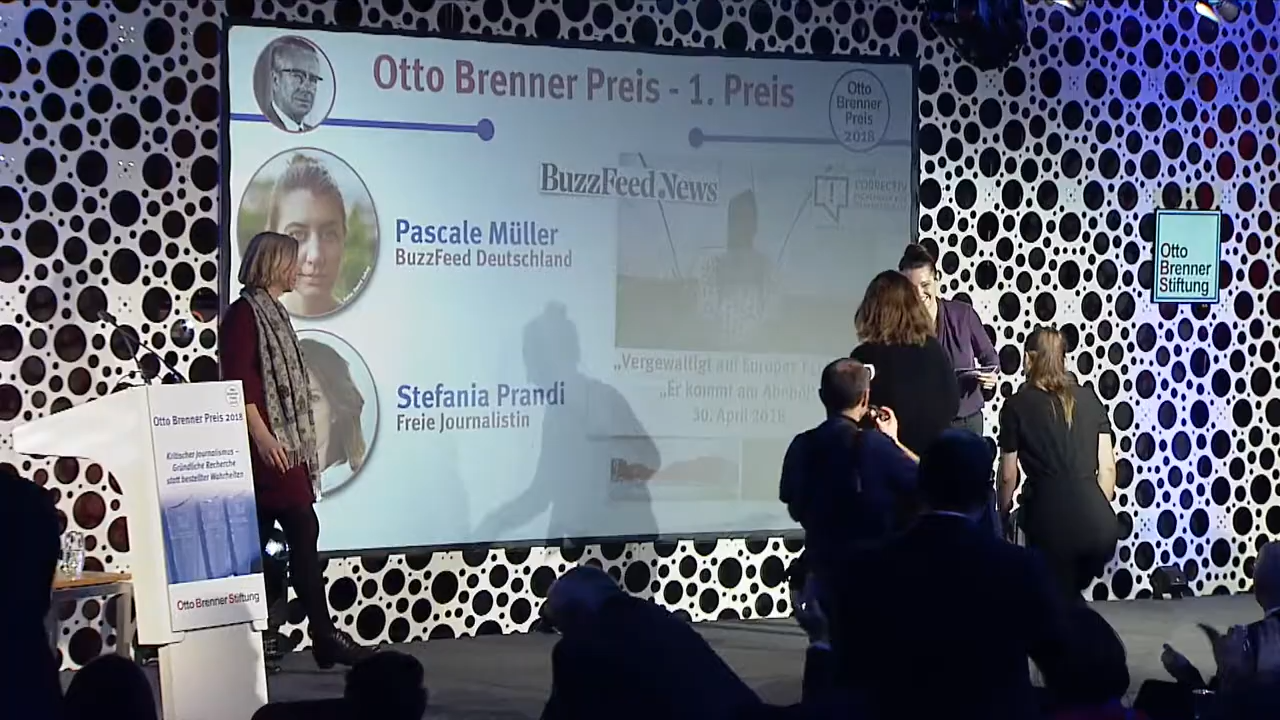 Otto Brenner Preis - 1. Preis
Otto
Brenner
Preis
2018
BuzzFeed News
CORRECTIV
Pascale Müller
BuzzFeed Deutschland
Stefania Prandi
Freie Journalistin
„Vergewaltigt auf Europas
„Er kommt am Abend
30. April 2018
Otto
Brenner
Stiftung
Otto Brenner Preis 2018
Kritischer Journalismus –
Gründliche Recherche
statt bestellter Wahrheiten
Otto Brenner Stiftung